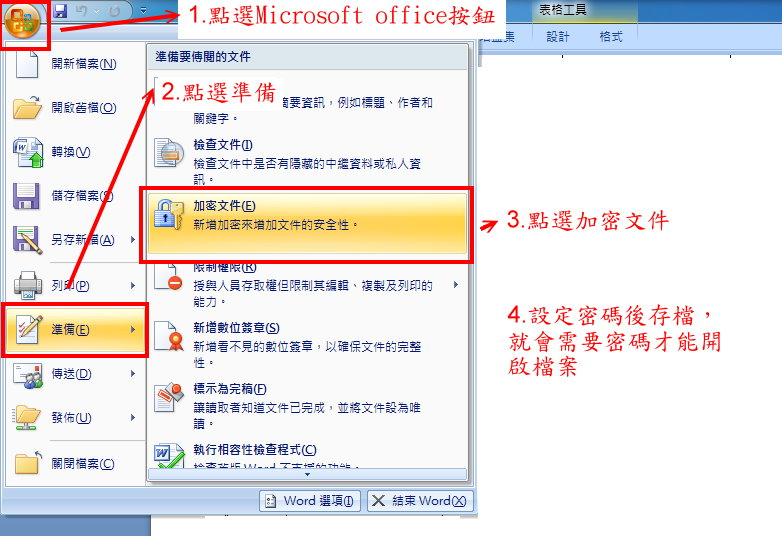 1.點選Microsoft office按鈕
表格工具
設計
格式
準備要傳閱的文件
開新檔案(N)
2.點選準備
要資訊，例如標題、作者和
關鍵字。
開啟舊檔(O)
檢查文件(I)
檢查文件中是否有隱藏的中繼資料或私人資
訊。
轉換(V)
儲存檔案(S)
加密文件(E)
新增加密來增加文件的安全性。
3.點選加密文件
另存新檔(A)
限制權限(R)
授與人員存取權但限制其編輯、複製及列印的
能力。
列印(P)
4.設定密碼後存檔，
就會需要密碼才能開
啟檔案
準備(E)
新增數位簽章(S)
新增看不見的數位簽章，以確保文件的完整
性。
傳送(D)
標示為完稿(F)
讓讀取者知道文件已完成，並將文件設為唯
讀。
發佈(U)
執行相容性檢查程式(C)
檢查舊版 Word 不支援的功能。
關閉檔案(C)
Word 選項(I)
結束 Word(X)